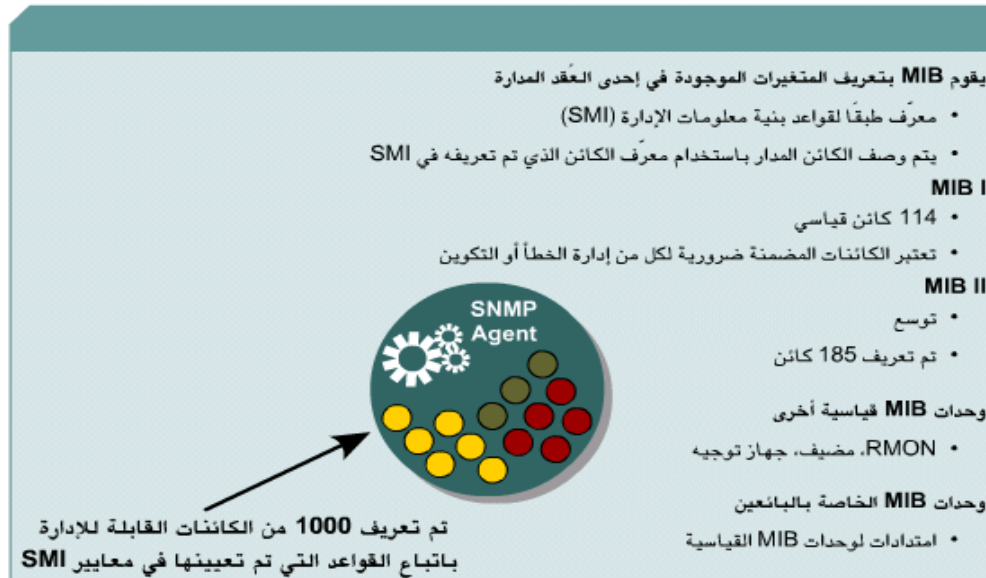 يقوم MIB بتعريف المتغيرات الموجودة في إحدى العُقد المدارة
• معرّف طبقًا لقواعد بنية معلومات الإدارة (SMI)
• يتم وصف الكائن المدار باستخدام معرّف الكائن الذي تم تعريفه في SMI
MIB I
• 114 كائن قياسي
• تعتبر الكائنات المضمنة ضرورية لكل من إدارة الخطأ أو التكوين
MIB II
• توسع
• تم تعريف 185 كائن
وحدات MIB قياسية أخرى
• RMON، مضيف، جهاز توجيه
وحدات MIB الخاصة بالبائعين
• امتدادات لوحدات MIB القياسية
SNMP
Agent
تم تعريف 1000 من الكائنات القابلة للإدارة
باتباع القواعد التي تم تعيينها في معايير SMI